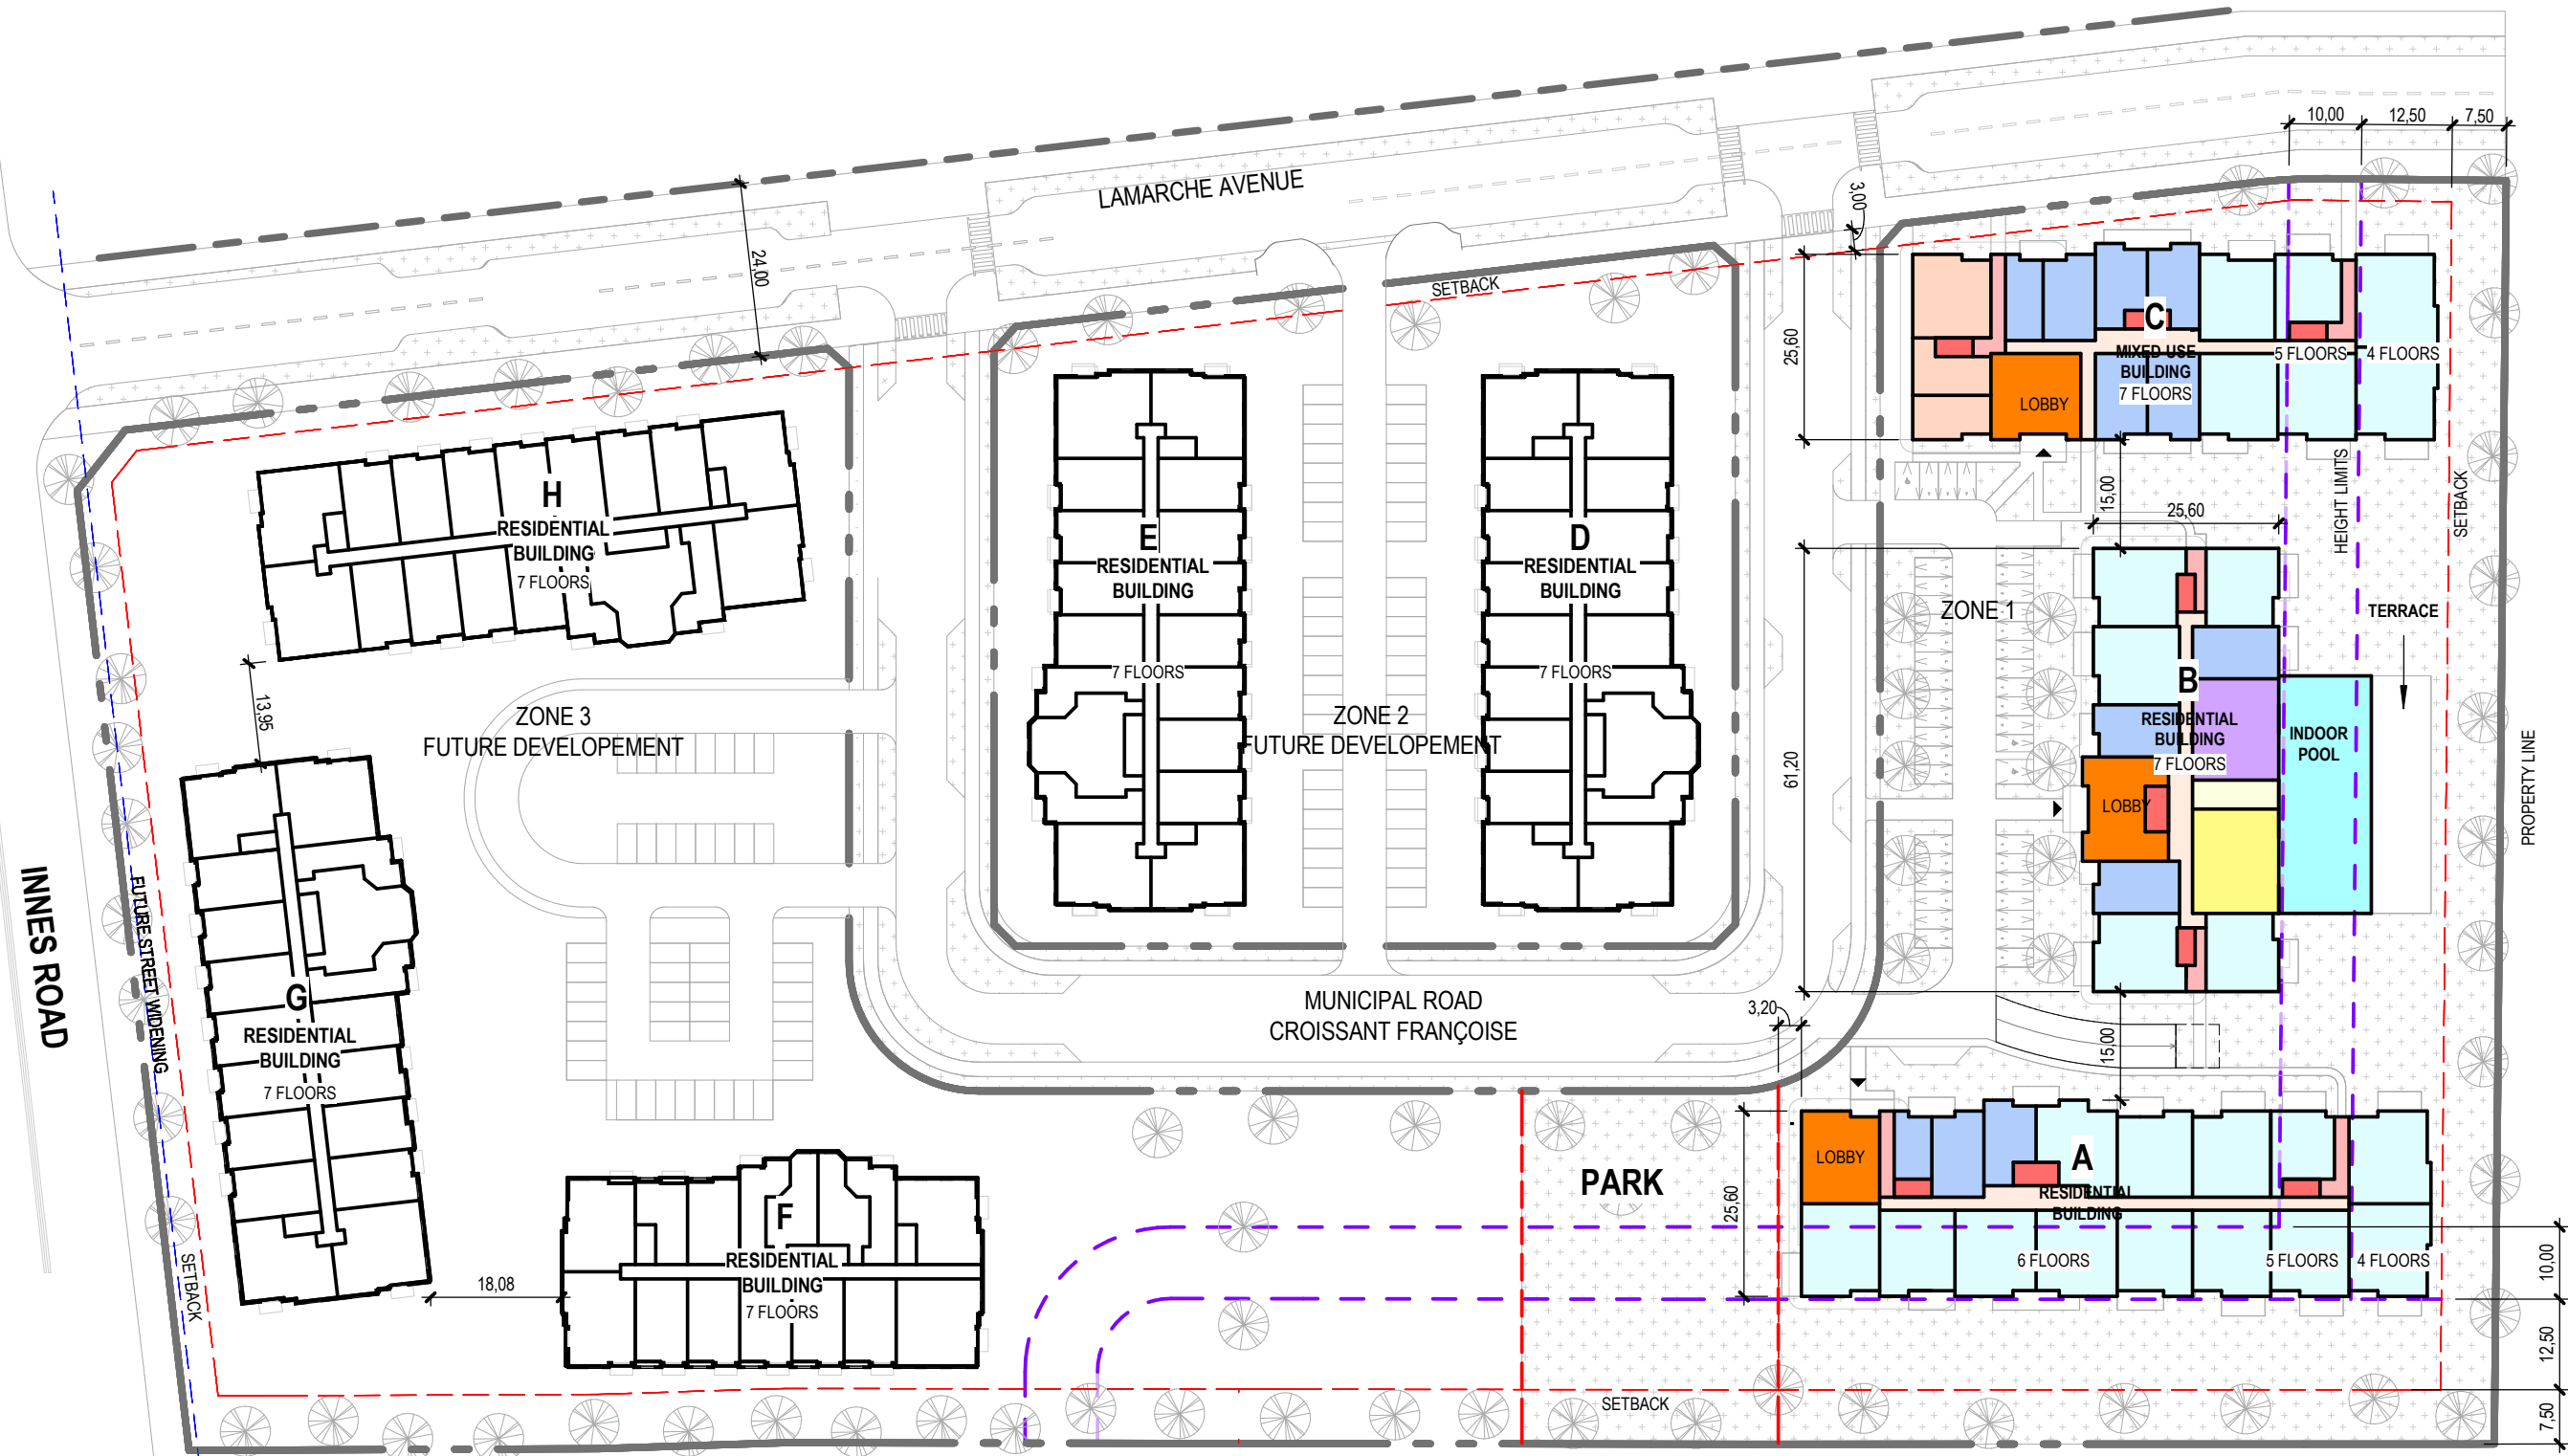 10,00
12,50
7,50
LAMARCHE AVENUE
3,00
24,00
SETBACK
25,60
C
MIXED USE
BUILDING
7 FLOORS
5 FLOORS
4 FLOORS
LOBBY
HEIGHT LIMITS
SETBACK
15,00
25,60
H
RESIDENTIAL
BUILDING
7 FLOORS
E
RESIDENTIAL
BUILDING
7 FLOORS
D
RESIDENTIAL
BUILDING
7 FLOORS
ZONE 1
TERRACE
B
RESIDENTIAL
BUILDING
7 FLOORS
INDOOR
POOL
LOBBY
61,20
PROPERTY LINE
13,95
ZONE 3
FUTURE DEVELOPEMENT
ZONE 2
FUTURE DEVELOPEMENT
INNES ROAD
FUTURE STREET WIDENING
G
RESIDENTIAL
BUILDING
7 FLOORS
MUNICIPAL ROAD
CROISSANT FRANÇOISE
3,20
15,00
PARK
25,60
LOBBY
A
RESIDENTIAL
BUILDING
6 FLOORS
5 FLOORS
4 FLOORS
10,00
12,50
7,50
F
RESIDENTIAL
BUILDING
7 FLOORS
18,08
SETBACK
SETBACK